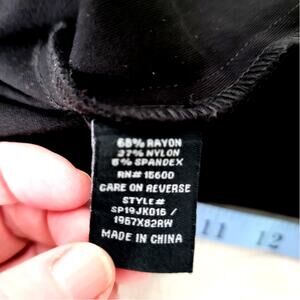 68% RAYON
27% NYLON
5% SPANDEX
RN# 15600
CARE ON REVERSE
STYLE#
SP19JK016 /
1967X82RW
MADE IN CHINA
11 12